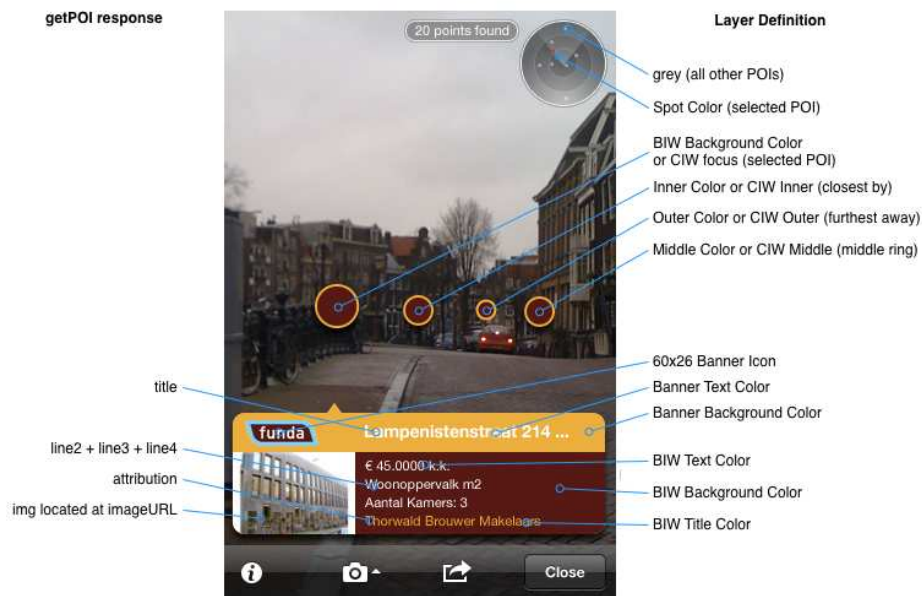 getPOI response
Layer Definition
20 points found
grey (all other POIs)
Spot Color (selected POI)
BIW Background Color
or CIW focus (selected POI)
Inner Color or CIW Inner (closest by)
Outer Color or CIW Outer (furthest away)
Middle Color or CIW Middle (middle ring)
60x26 Banner Icon
title
Banner Text Color
Banner Background Color
funda
Lampenistenstraat 214 ...
line2 + line3 + line4
€ 45.0000 k.k.
BIW Text Color
attribution
Woonoppervalk m2
BIW Background Color
Aantal Kamers: 3
img located at imageURL
Thorwald Brouwer Makelaars
BIW Title Color
Close